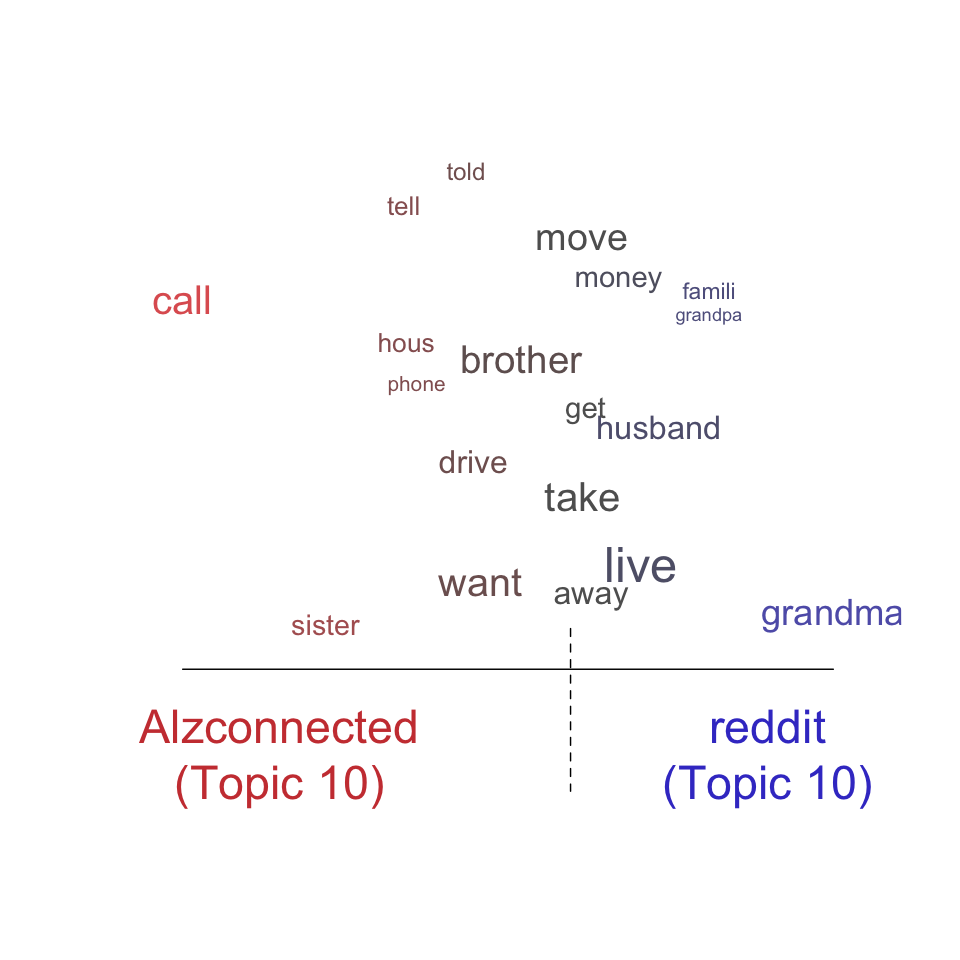 told
tell
move
money
famili
call
grandpa
hous
brother
phone
get
husband
drive
take
live
want
away
grandma
sister
Alzconnected
(Topic 10)
reddit
(Topic 10)